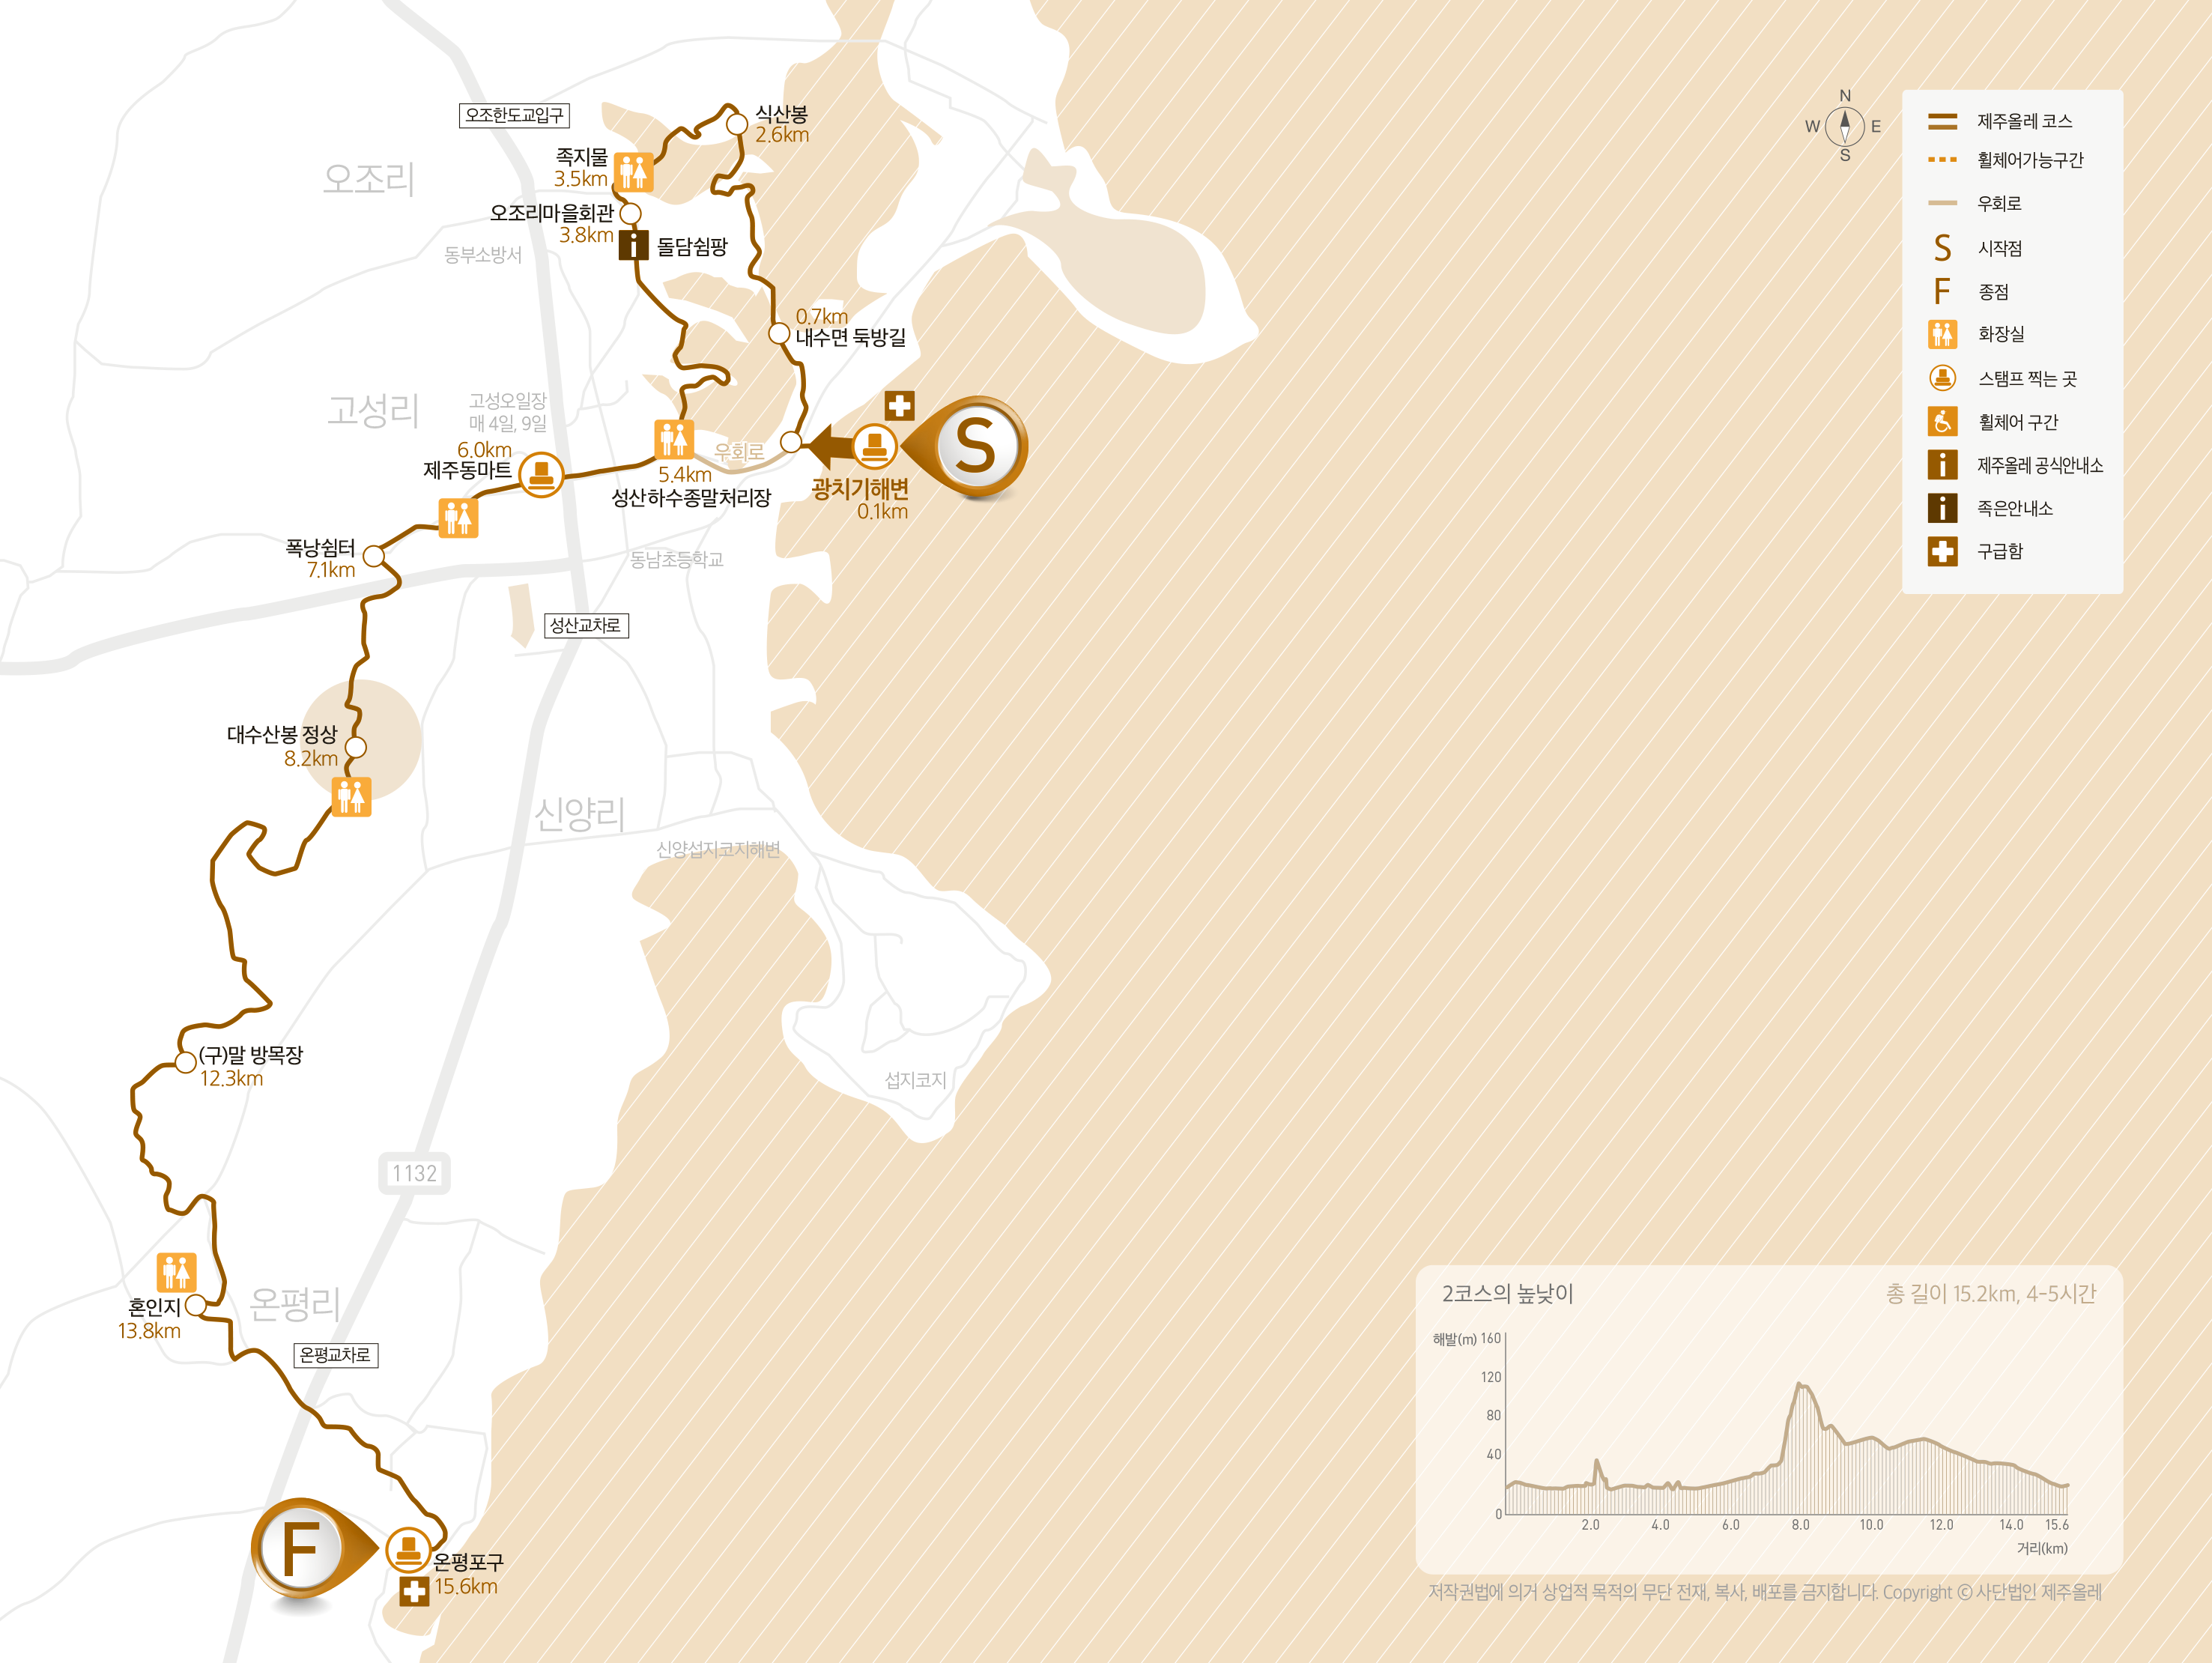 오조한도교입구
식산봉
2.6km
족지물
3.5km
오조리
오조리마을회관
3.8km
돌담쉼팡
동부소방서
0.7km
내수면 둑방길
고성리
고성오일장
매 4일, 9일
6.0km
제주동마트
우회로
5.4km
성산하수종말처리장
S
광치기해변
0.1km
폭낭쉼터
7.1km
동남초등학교
성산교차로
대수산봉 정상
8.2km
신양리
신양섭지코지해변
(구)말 방목장
12.3km
섭지코지
1132
혼인지
13.8km
온평리
온평교차로
F
온평포구
15.6km
N
W E
S
제주올레 코스
휠체어가능구간
우회로
S 시작점
F 종점
화장실
스탬프 찍는 곳
휠체어 구간
i 제주올레 공식안내소
i 족은안내소
구급함
2코스의 높낮이
총 길이 15.2km, 4-5시간
해발(m) 160
120
80
40
0
2.0 4.0 6.0 8.0 10.0 12.0 14.0 15.6
거리(km)
저작권법에 의거 상업적 목적의 무단 전재, 복사, 배포를 금지합니다. Copyright © 사단법인 제주올레